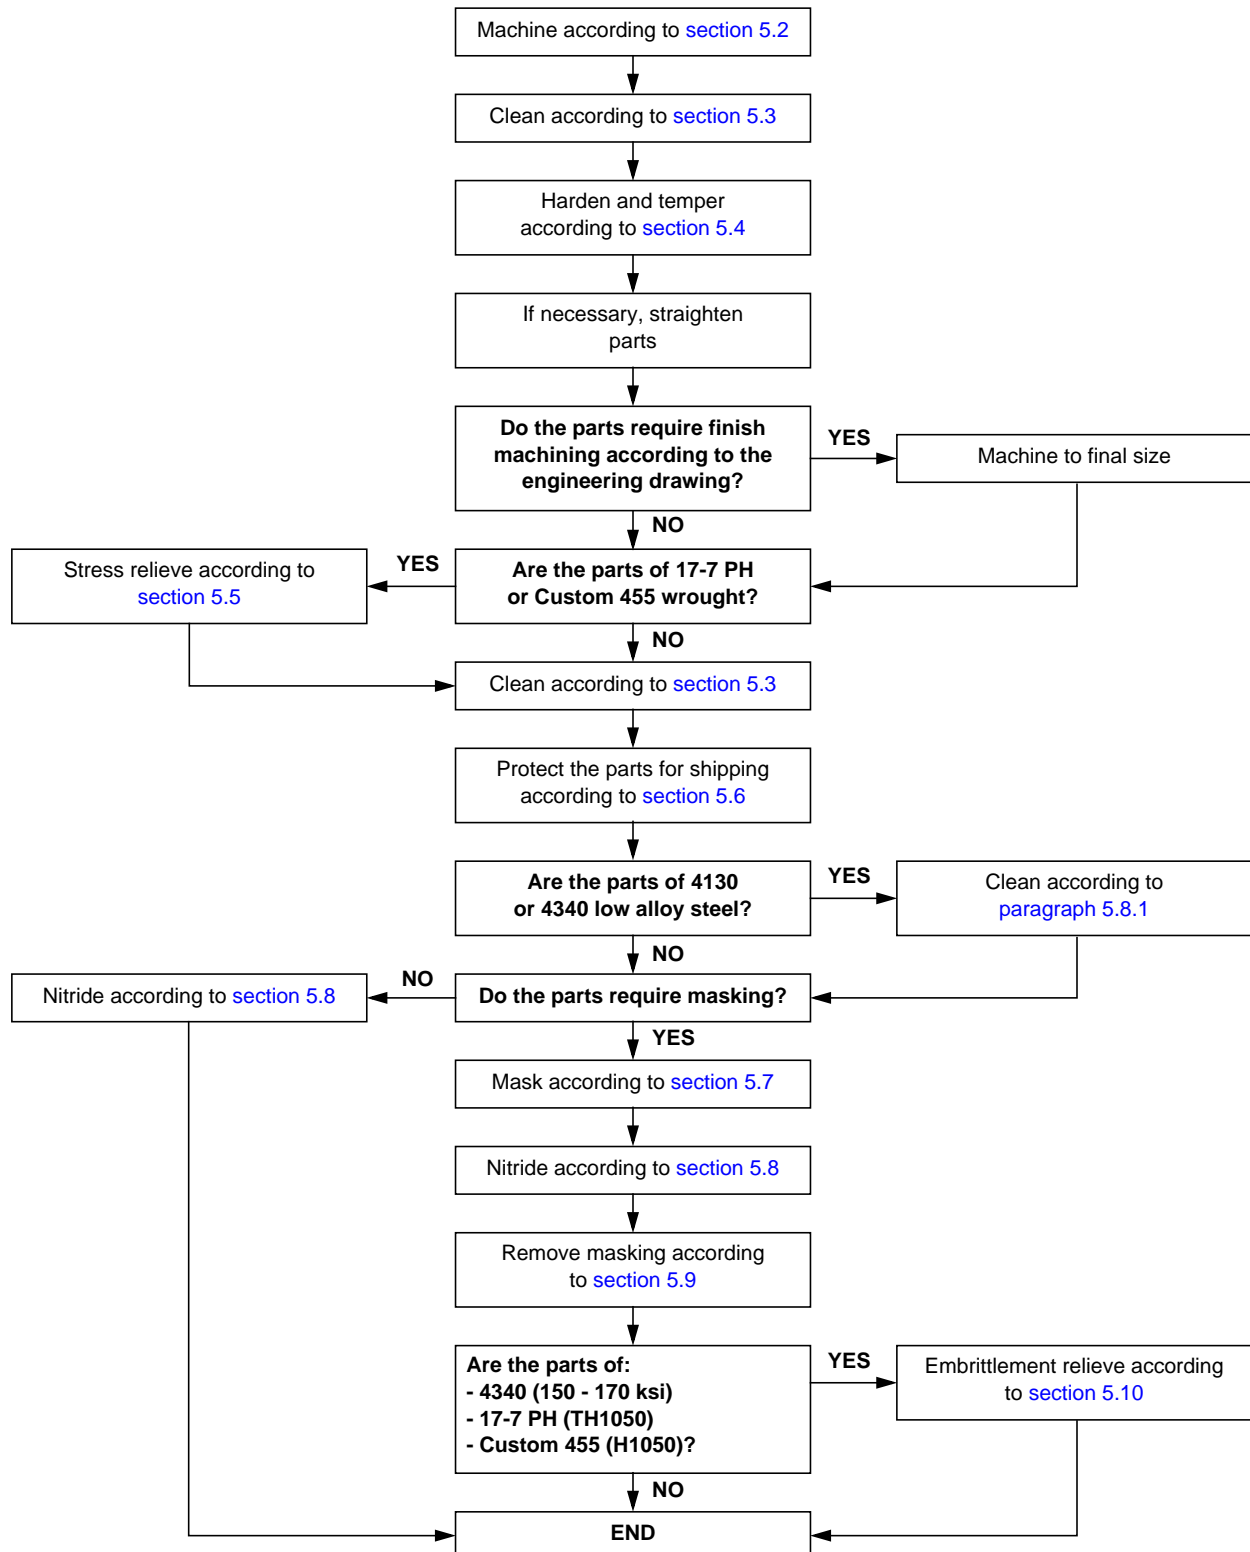 Machine according to section 5.2
Clean according to section 5.3
Harden and temper
according to section 5.4
If necessary, straighten
parts
Do the parts require finish
machining according to the
engineering drawing?
YES
Machine to final size
NO
Stress relieve according to
section 5.5
YES
Are the parts of 17-7 PH
or Custom 455 wrought?
NO
Clean according to section 5.3
Protect the parts for shipping
according to section 5.6
Are the parts of 4130
or 4340 low alloy steel?
YES
Clean according to
paragraph 5.8.1
NO
Nitride according to section 5.8
NO
Do the parts require masking?
YES
Mask according to section 5.7
Nitride according to section 5.8
Remove masking according
to section 5.9
Are the parts of:
- 4340 (150 - 170 ksi)
- 17-7 PH (TH1050)
- Custom 455 (H1050)?
YES
Embrittlement relieve according
to section 5.10
NO
END